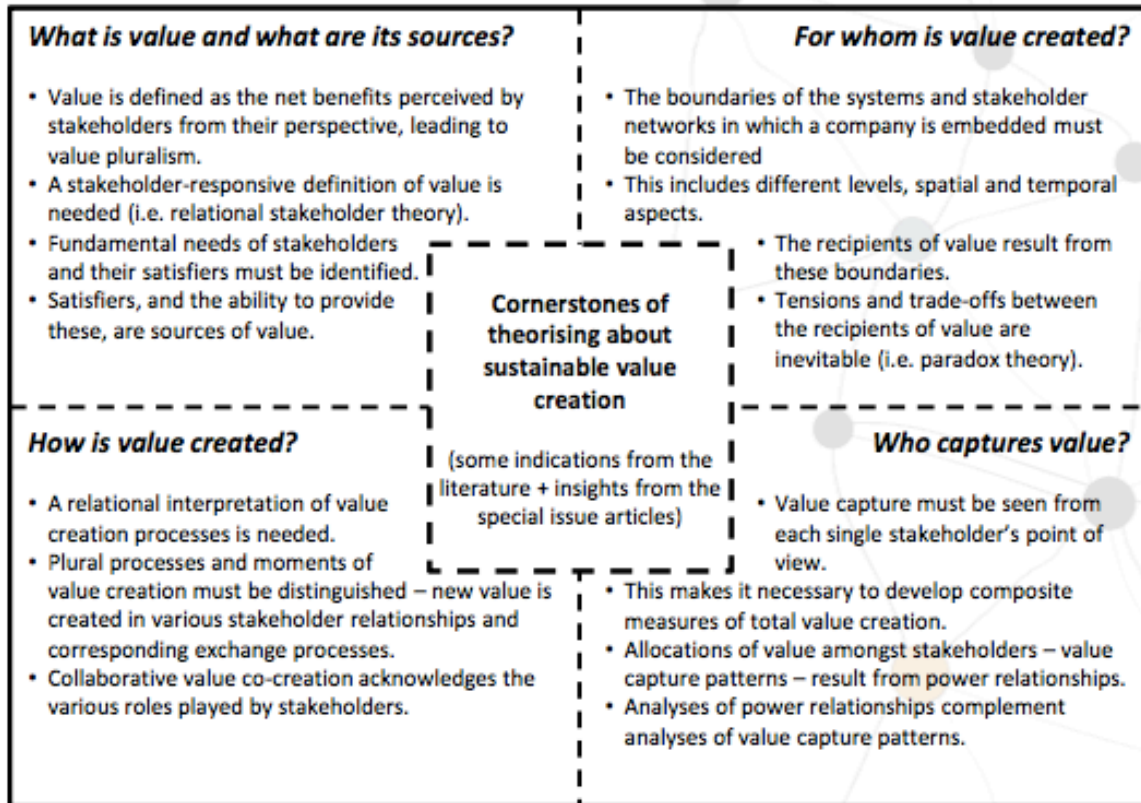 What is value and what are its sources?
• Value is defined as the net benefits perceived by
stakeholders from their perspective, leading to
value pluralism.
• A stakeholder-responsive definition of value is
needed (i.e. relational stakeholder theory).
• Fundamental needs of stakeholders
and their satisfiers must be identified.
• Satisfiers, and the ability to provide
these, are sources of value.
For whom is value created?
• The boundaries of the systems and stakeholder
networks in which a company is embedded must
be considered
• This includes different levels, spatial and temporal
aspects.
• The recipients of value result from
these boundaries.
• Tensions and trade-offs between
the recipients of value are
inevitable (i.e. paradox theory).
Cornerstones of
theorising about
sustainable value
creation
(some indications from the
literature + insights from the
special issue articles)
How is value created?
• A relational interpretation of value
creation processes is needed.
• Plural processes and moments of
value creation must be distinguished – new value is
created in various stakeholder relationships and
corresponding exchange processes.
• Collaborative value co-creation acknowledges the
various roles played by stakeholders.
Who captures value?
• Value capture must be seen from
each single stakeholder's point of
view.
• This makes it necessary to develop composite
measures of total value creation.
• Allocations of value amongst stakeholders – value
capture patterns – result from power relationships.
• Analyses of power relationships complement
analyses of value capture patterns.